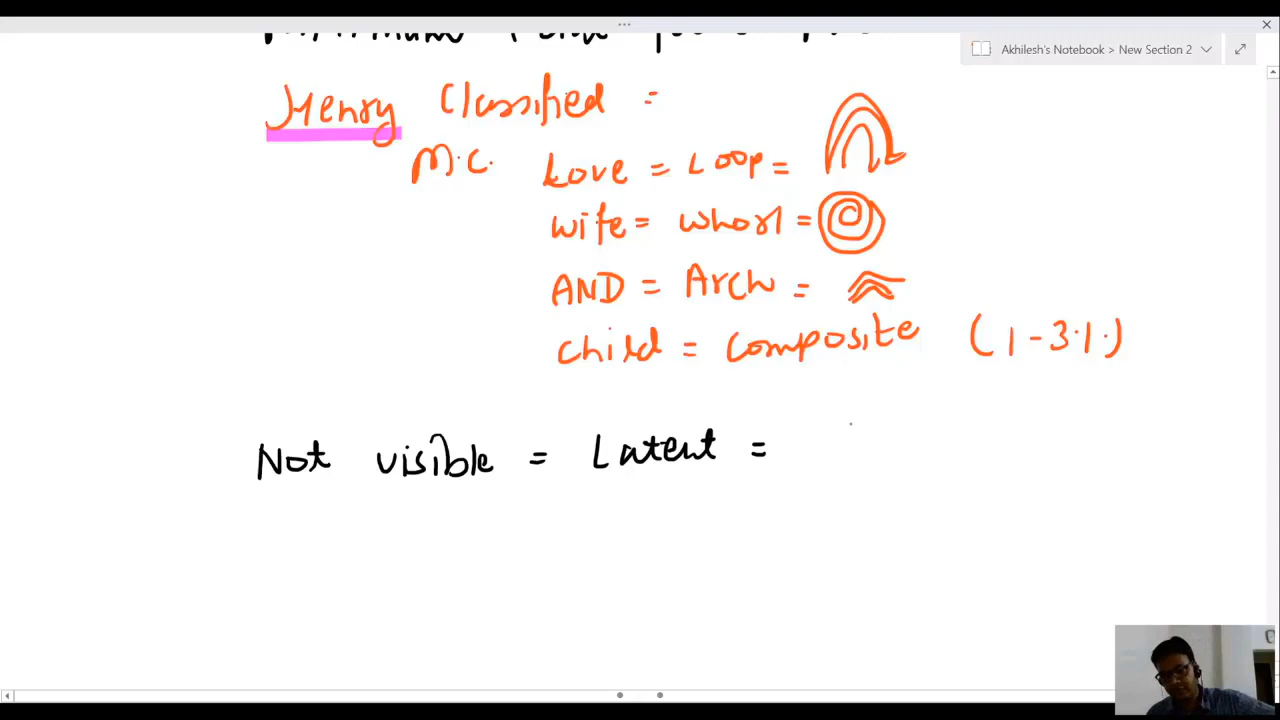 Akhilesh's Notebook > New Section 2
Henry Classified =
M.C. Love = Loop =
wife = whorl =
AND = Arch =
child = composite (1-3%)
Not visible = Latent =